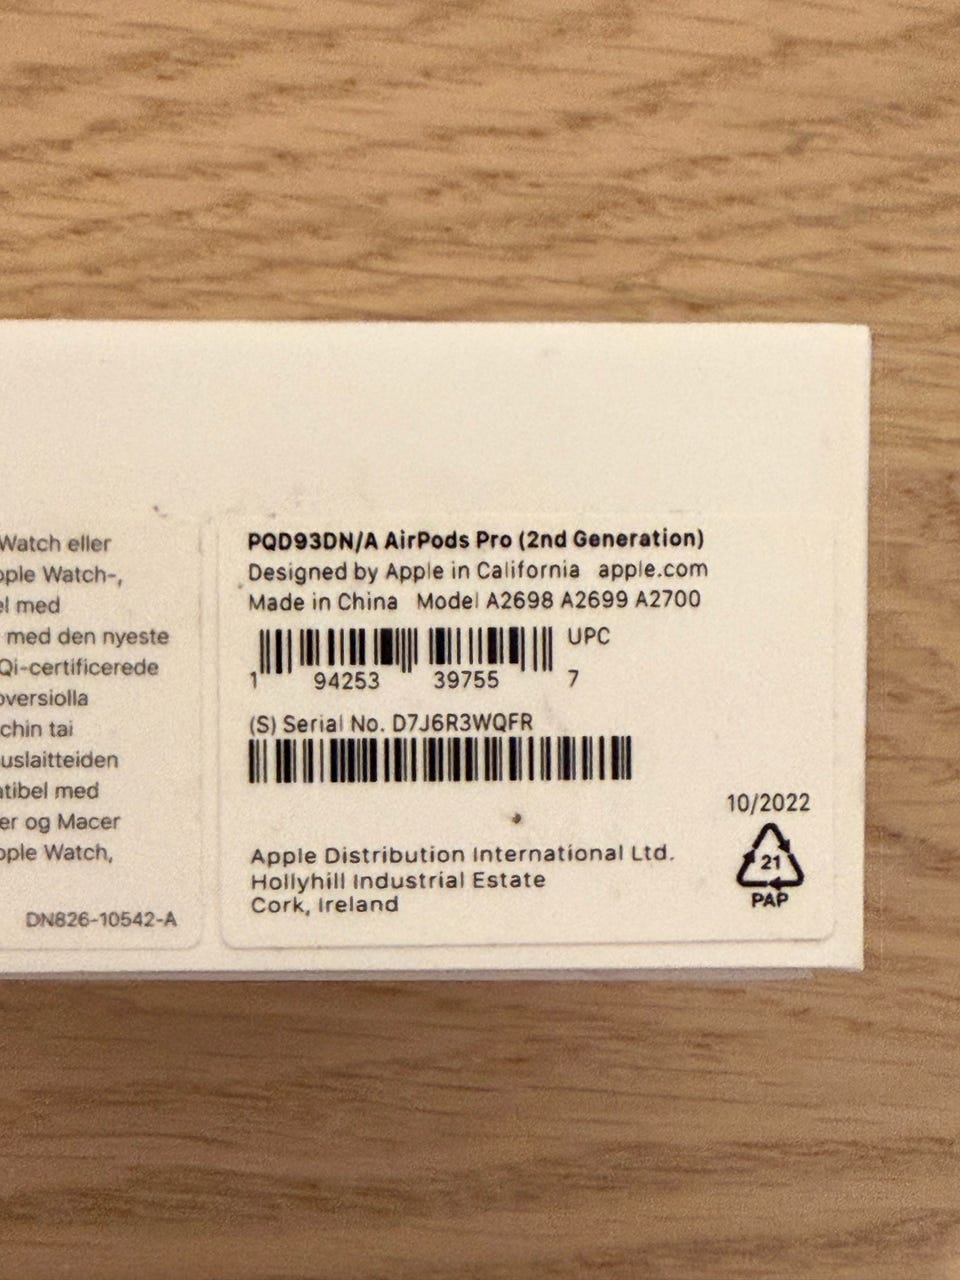 Watch eller
pple Watch-,
el med
med den nyeste
Qi-certificerede
oversiolla
chin tai
uslaitteiden
atibel med
er og Macer
pple Watch,
DN826-10542-A
PQD93DN/A AirPods Pro (2nd Generation)
Designed by Apple in California apple.com
Made in China Model A2698 A2699 A2700
UPC
1 94253 39755 7
(S) Serial No. D7J6R3WQFR
10/2022
Apple Distribution International Ltd.
Hollyhill Industrial Estate
Cork, Ireland
21
PAP